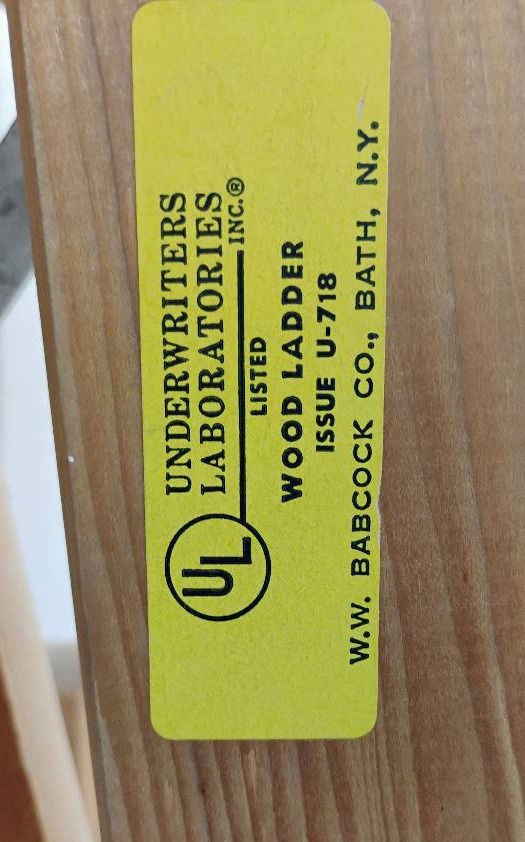 UL
UNDERWRITERS
LABORATORIES
INC.®
LISTED
WOOD LADDER
ISSUE U-718
W.W. BABCOCK CO., BATH, N.Y.